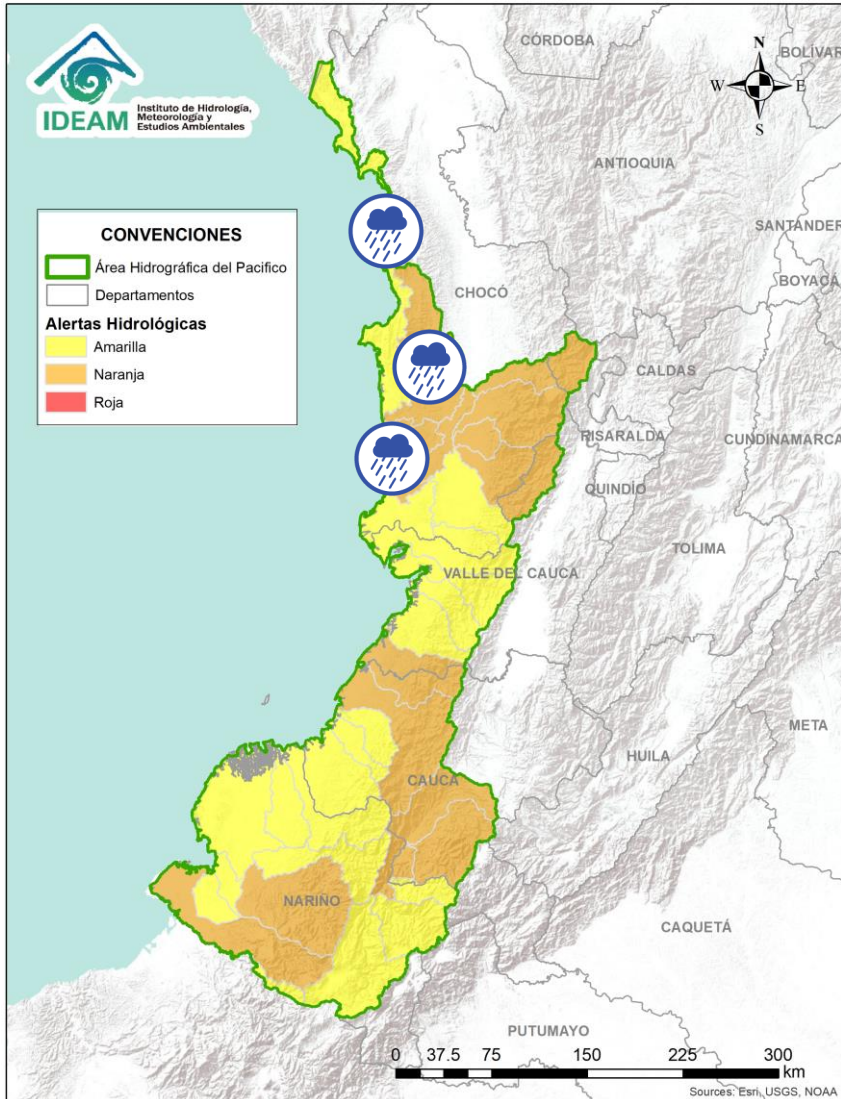 IDEAM
Instituto de Hidrología,
Meteorología y
Estudios Ambientales
CÓRDOBA
BOLÍVAR
N
W
E
S
ANTIOQUIA
SANTANDER
BOYACÁ
CONVENCIONES
Área Hidrográfica del Pacifico
Departamentos
Alertas Hidrológicas
Amarilla
Naranja
Roja
CHOCÓ
CALDAS
RISARALDA
CUNDINAMARCA
QUINDÍO
TOLIMA
VALLE DEL CAUCA
META
HUILA
CAUCA
NARIÑO
CAQUETÁ
PUTUMAYO
0 37.5 75 150 225 300
km
Sources: Esri, USGS, NOAA